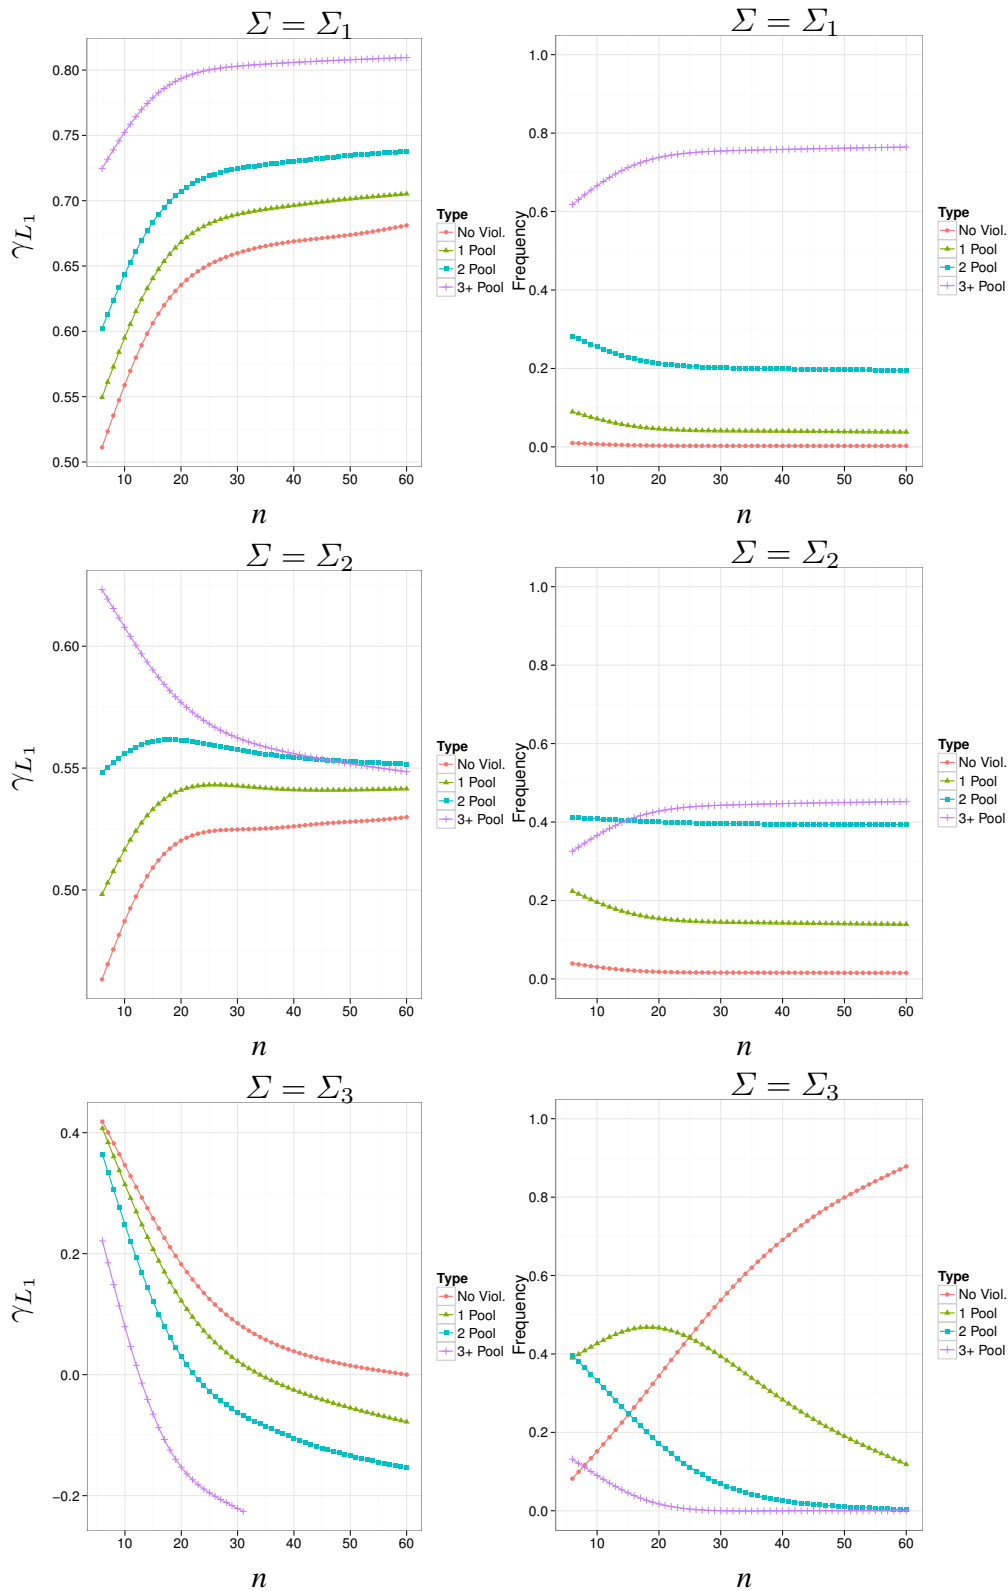 Σ = Σ₁
γ_{L₁}
0.80
0.75
0.70
0.65
0.60
0.55
0.50
10 20 30 40 50 60
n
Type
No Viol.
1 Pool
2 Pool
3+ Pool
Σ = Σ₁
Frequency
1.0
0.8
0.6
0.4
0.2
0.0
10 20 30 40 50 60
n
Type
No Viol.
1 Pool
2 Pool
3+ Pool
Σ = Σ₂
γ_{L₁}
0.60
0.55
0.50
10 20 30 40 50 60
n
Type
No Viol.
1 Pool
2 Pool
3+ Pool
Σ = Σ₂
Frequency
1.0
0.8
0.6
0.4
0.2
0.0
10 20 30 40 50 60
n
Type
No Viol.
1 Pool
2 Pool
3+ Pool
Σ = Σ₃
γ_{L₁}
0.4
0.2
0.0
−0.2
10 20 30 40 50 60
n
Type
No Viol.
1 Pool
2 Pool
3+ Pool
Σ = Σ₃
Frequency
1.0
0.8
0.6
0.4
0.2
0.0
10 20 30 40 50 60
n
Type
No Viol.
1 Pool
2 Pool
3+ Pool